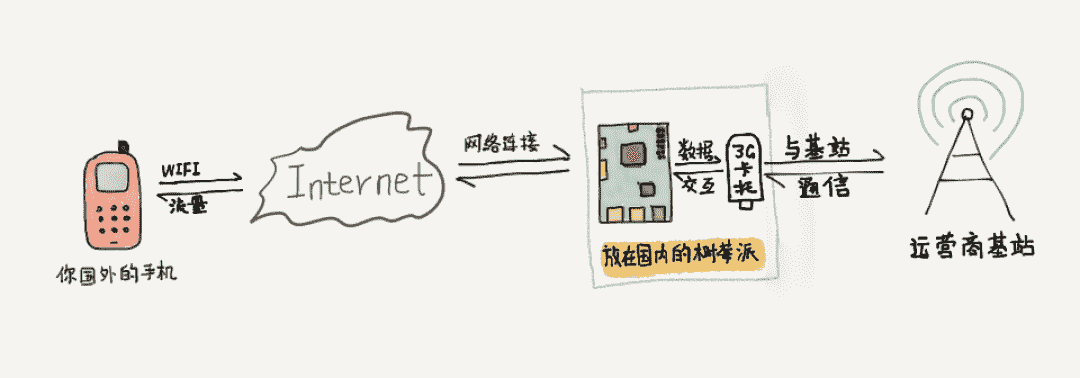 WIFI
流量
你国外的手机
Internet
网络连接
数据
交互
3G
卡
托
与基站
通信
放在国内的树莓派
运营商基站